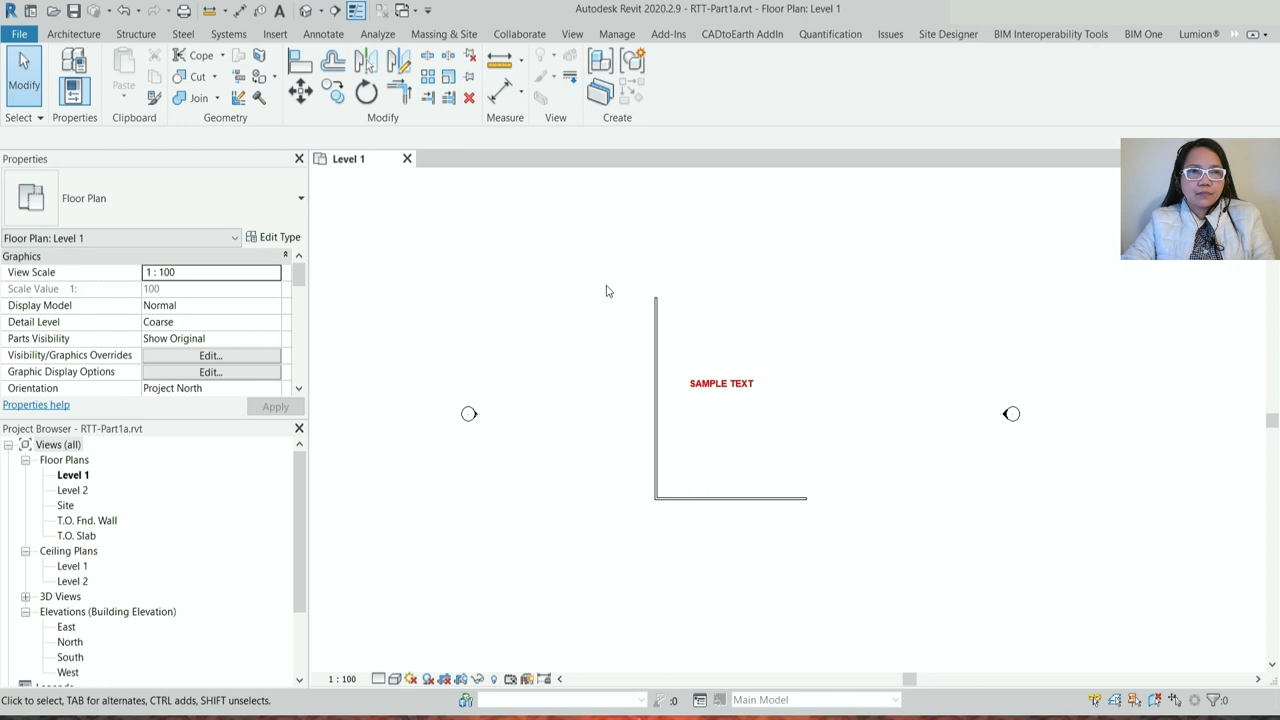 Autodesk Revit 2020.2.9 - RTT-Part1a.rvt - Floor Plan: Level 1
File Architecture Structure Steel Systems Insert Annotate Analyze Massing & Site Collaborate View Manage Add-Ins CADtoEarth AddIn Quantification Issues Site Designer BIM Interoperability Tools BIM One Lumion®
Modify Paste Cope Cut Join
Select Properties Clipboard Geometry Modify Measure View Create
Properties
Level 1
Floor Plan
Floor Plan: Level 1 Edit Type
Graphics
View Scale 1 : 100
Scale Value 1: 100
Display Model Normal
Detail Level Coarse
Parts Visibility Show Original
Visibility/Graphics Overrides Edit...
Graphic Display Options Edit...
Orientation Project North
Properties help Apply
SAMPLE TEXT
Project Browser - RTT-Part1a.rvt
Views (all)
Floor Plans
Level 1
Level 2
Site
T.O. Fnd. Wall
T.O. Slab
Ceiling Plans
Level 1
Level 2
3D Views
Elevations (Building Elevation)
East
North
South
West
1 : 100
Click to select, TAB for alternates, CTRL adds, SHIFT unselects. :0 Main Model :0